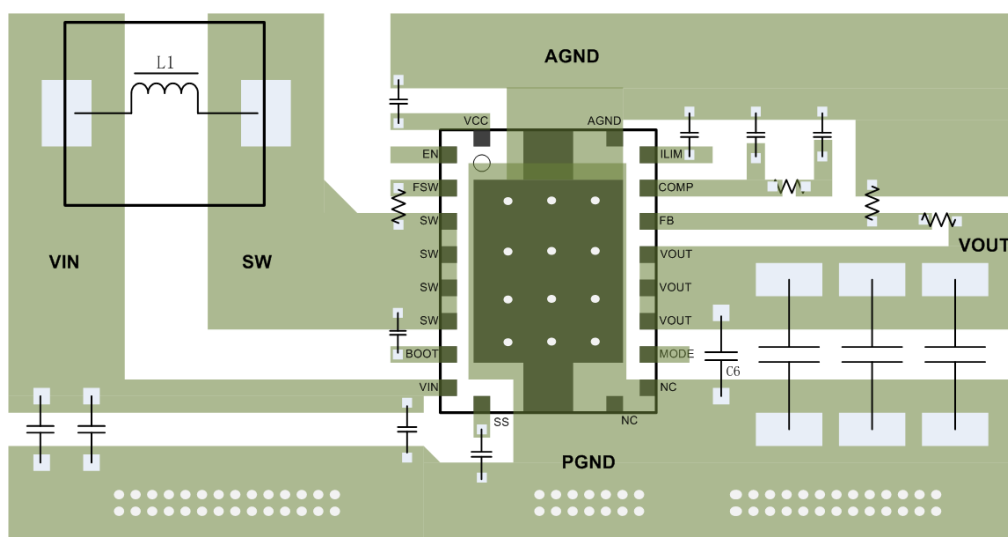 L1
AGND
VCC
AGND
EN
ILIM
FSW
COMP
SW
FB
VIN
SW
SW
VOUT
VOUT
SW
VOUT
SW
VOUT
BOOT
MODE
C6
VIN
NC
SS
NC
PGND